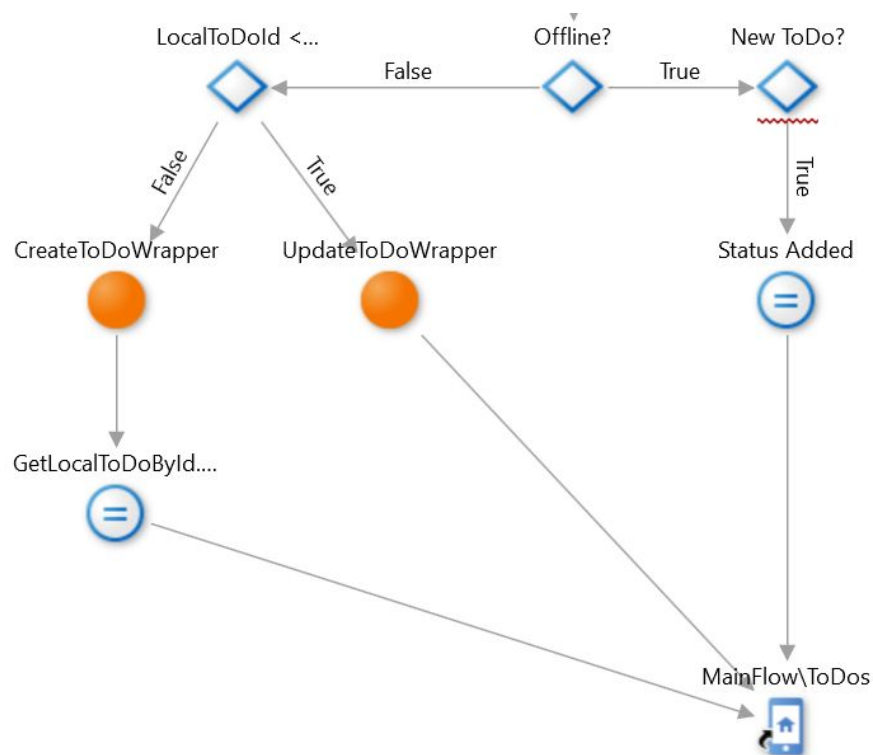 LocalToDoId <...
Offline?
New ToDo?
False
True
False
True
True
CreateToDoWrapper
UpdateToDoWrapper
Status Added
GetLocalToDoById....
MainFlow\ToDos